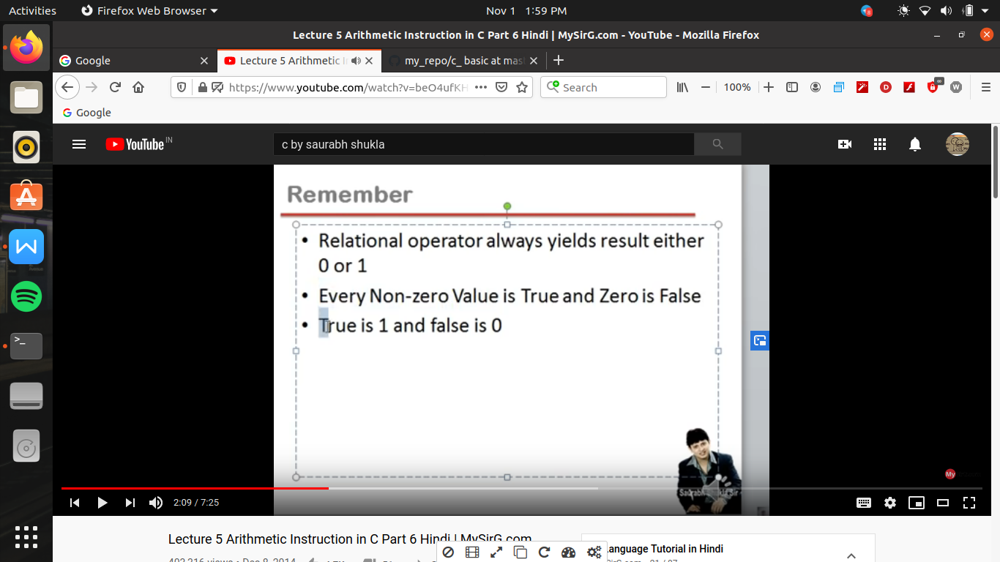 Activities
Firefox Web Browser
Nov 1 1:59 PM
Lecture 5 Arithmetic Instruction in C Part 6 Hindi | MySirG.com - YouTube - Mozilla Firefox
Google
Lecture 5 Arithmetic I
my_repo/c_ basic at mas
https://www.youtube.com/watch?v=beO4ufKH
Search
100%
Google
YouTube IN
c by saurabh shukla
Remember
• Relational operator always yields result either
0 or 1
• Every Non-zero Value is True and Zero is False
• True is 1 and false is 0
My
Saurabh Shukla Sir
2:09 / 7:25
Lecture 5 Arithmetic Instruction in C Part 6 Hindi | MySirG.com
Language Tutorial in Hindi